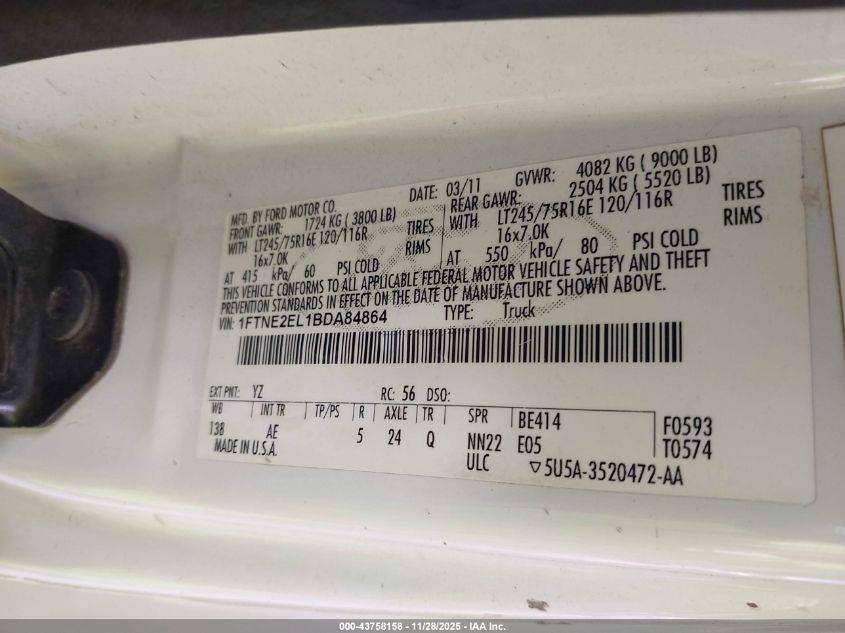 MFD. BY FORD MOTOR CO.
DATE: 03/11 GVWR: 4082 KG ( 9000 LB)
FRONT GAWR: 1724 KG ( 3800 LB)
WITH LT245/75R16E 120/116R TIRES
16x7.0K RIMS
AT 415 kPa/ 60 PSI COLD
REAR GAWR: 2504 KG ( 5520 LB)
WITH LT245/75R16E 120/116R TIRES
16x7.0K RIMS
AT 550 kPa/ 80 PSI COLD
THIS VEHICLE CONFORMS TO ALL APPLICABLE FEDERAL MOTOR VEHICLE SAFETY AND THEFT
PREVENTION STANDARDS IN EFFECT ON THE DATE OF MANUFACTURE SHOWN ABOVE.
VIN: 1FTNE2EL1BDA84864 TYPE: Truck
EXT PNT: YZ RC: 56 DSO:
WB INT TR TP/PS R AXLE TR SPR BE414 F0593
138 AE 5 24 Q NN22 E05 T0574
MADE IN U.S.A. ULC ▽5U5A-3520472-AA
000-43758158 - 11/28/2025 - IAA Inc.